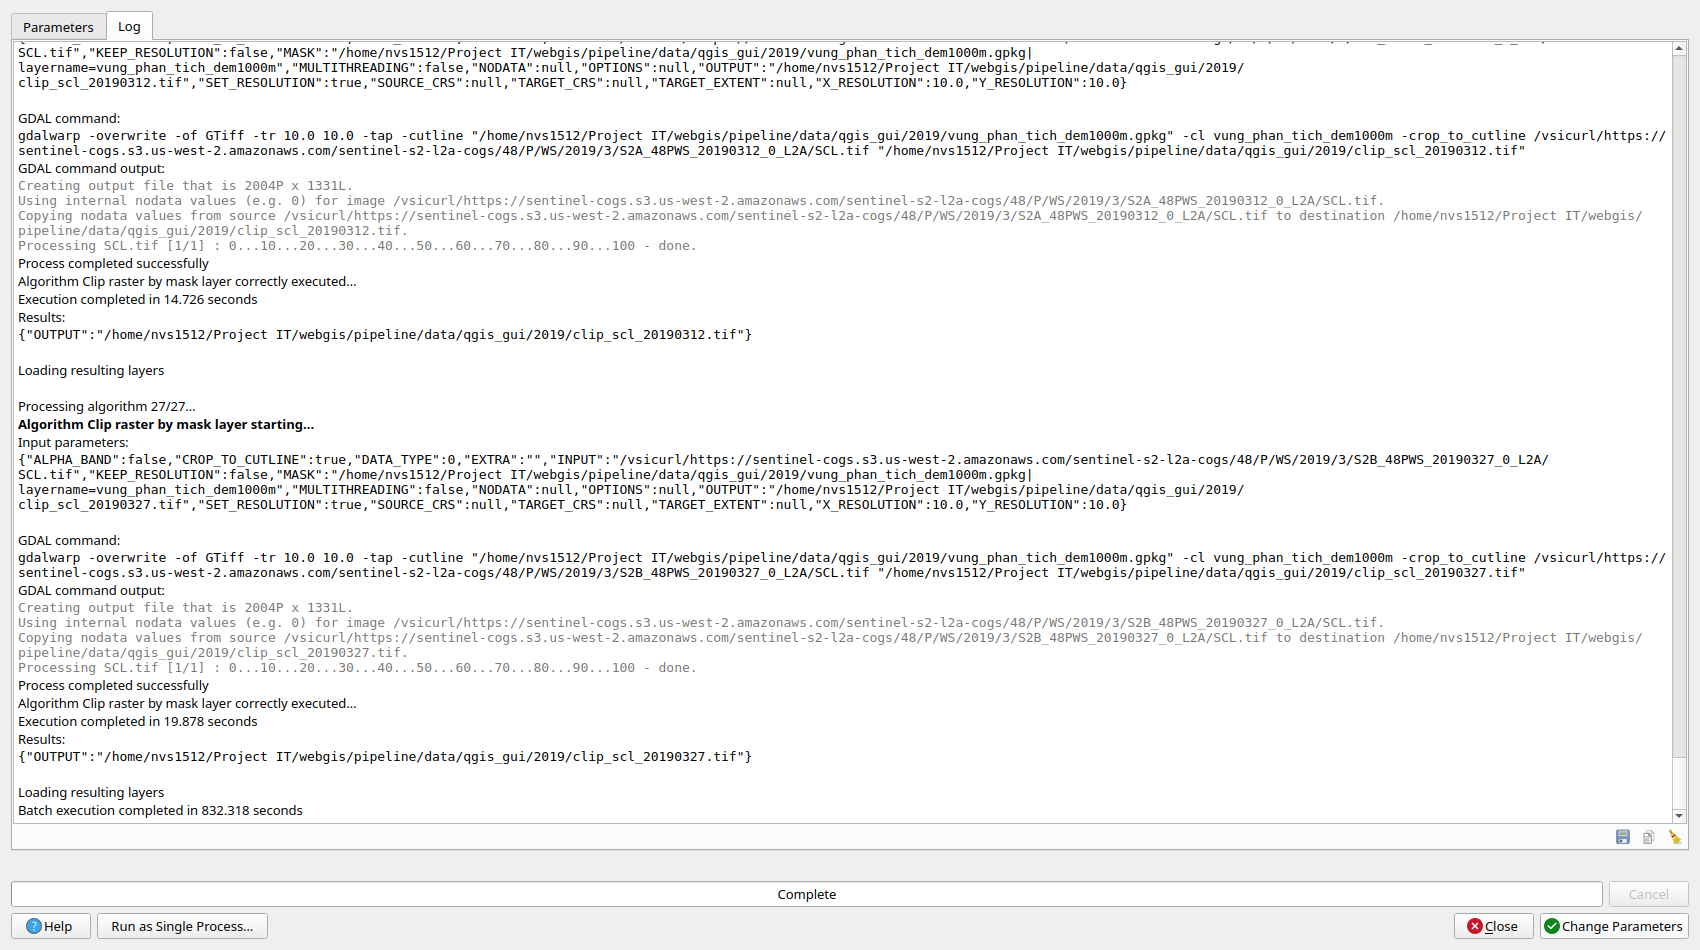 Parameters
Log
SCL.tif","KEEP_RESOLUTION":false,"MASK":"/home/nvs1512/Project IT/webgis/pipeline/data/qgis_gui/2019/vung_phan_tich_dem1000m.gpkg|
layername=vung_phan_tich_dem1000m","MULTITHREADING":false,"NODATA":null,"OPTIONS":null,"OUTPUT":"/home/nvs1512/Project IT/webgis/pipeline/data/qgis_gui/2019/
clip_scl_20190312.tif","SET_RESOLUTION":true,"SOURCE_CRS":null,"TARGET_CRS":null,"TARGET_EXTENT":null,"X_RESOLUTION":10.0,"Y_RESOLUTION":10.0}
GDAL command:
gdalwarp -overwrite -of GTiff -tr 10.0 10.0 -tap -cutline "/home/nvs1512/Project IT/webgis/pipeline/data/qgis_gui/2019/vung_phan_tich_dem1000m.gpkg" -cl vung_phan_tich_dem1000m -crop_to_cutline /vsicurl/https://
sentinel-cogs.s3.us-west-2.amazonaws.com/sentinel-s2-l2a-cogs/48/P/WS/2019/3/S2A_48PWS_20190312_0_L2A/SCL.tif "/home/nvs1512/Project IT/webgis/pipeline/data/qgis_gui/2019/clip_scl_20190312.tif"
GDAL command output:
Creating output file that is 2004P x 1331L.
Using internal nodata values (e.g. 0) for image /vsicurl/https://sentinel-cogs.s3.us-west-2.amazonaws.com/sentinel-s2-l2a-cogs/48/P/WS/2019/3/S2A_48PWS_20190312_0_L2A/SCL.tif.
Copying nodata values from source /vsicurl/https://sentinel-cogs.s3.us-west-2.amazonaws.com/sentinel-s2-l2a-cogs/48/P/WS/2019/3/S2A_48PWS_20190312_0_L2A/SCL.tif to destination /home/nvs1512/Project IT/webgis/
pipeline/data/qgis_gui/2019/clip_scl_20190312.tif.
Processing SCL.tif [1/1] : 0...10...20...30...40...50...60...70...80...90...100 - done.
Process completed successfully
Algorithm Clip raster by mask layer correctly executed...
Execution completed in 14.726 seconds
Results:
{"OUTPUT":"/home/nvs1512/Project IT/webgis/pipeline/data/qgis_gui/2019/clip_scl_20190312.tif"}
Loading resulting layers
Processing algorithm 27/27...
Algorithm Clip raster by mask layer starting...
Input parameters:
{"ALPHA_BAND":false,"CROP_TO_CUTLINE":true,"DATA_TYPE":0,"EXTRA":"","INPUT":"/vsicurl/https://sentinel-cogs.s3.us-west-2.amazonaws.com/sentinel-s2-l2a-cogs/48/P/WS/2019/3/S2B_48PWS_20190327_0_L2A/
SCL.tif","KEEP_RESOLUTION":false,"MASK":"/home/nvs1512/Project IT/webgis/pipeline/data/qgis_gui/2019/vung_phan_tich_dem1000m.gpkg|
layername=vung_phan_tich_dem1000m","MULTITHREADING":false,"NODATA":null,"OPTIONS":null,"OUTPUT":"/home/nvs1512/Project IT/webgis/pipeline/data/qgis_gui/2019/
clip_scl_20190327.tif","SET_RESOLUTION":true,"SOURCE_CRS":null,"TARGET_CRS":null,"TARGET_EXTENT":null,"X_RESOLUTION":10.0,"Y_RESOLUTION":10.0}
GDAL command:
gdalwarp -overwrite -of GTiff -tr 10.0 10.0 -tap -cutline "/home/nvs1512/Project IT/webgis/pipeline/data/qgis_gui/2019/vung_phan_tich_dem1000m.gpkg" -cl vung_phan_tich_dem1000m -crop_to_cutline /vsicurl/https://
sentinel-cogs.s3.us-west-2.amazonaws.com/sentinel-s2-l2a-cogs/48/P/WS/2019/3/S2B_48PWS_20190327_0_L2A/SCL.tif "/home/nvs1512/Project IT/webgis/pipeline/data/qgis_gui/2019/clip_scl_20190327.tif"
GDAL command output:
Creating output file that is 2004P x 1331L.
Using internal nodata values (e.g. 0) for image /vsicurl/https://sentinel-cogs.s3.us-west-2.amazonaws.com/sentinel-s2-l2a-cogs/48/P/WS/2019/3/S2B_48PWS_20190327_0_L2A/SCL.tif.
Copying nodata values from source /vsicurl/https://sentinel-cogs.s3.us-west-2.amazonaws.com/sentinel-s2-l2a-cogs/48/P/WS/2019/3/S2B_48PWS_20190327_0_L2A/SCL.tif to destination /home/nvs1512/Project IT/webgis/
pipeline/data/qgis_gui/2019/clip_scl_20190327.tif.
Processing SCL.tif [1/1] : 0...10...20...30...40...50...60...70...80...90...100 - done.
Process completed successfully
Algorithm Clip raster by mask layer correctly executed...
Execution completed in 19.878 seconds
Results:
{"OUTPUT":"/home/nvs1512/Project IT/webgis/pipeline/data/qgis_gui/2019/clip_scl_20190327.tif"}
Loading resulting layers
Batch execution completed in 832.318 seconds
Complete
Cancel
Help
Run as Single Process...
Close
Change Parameters